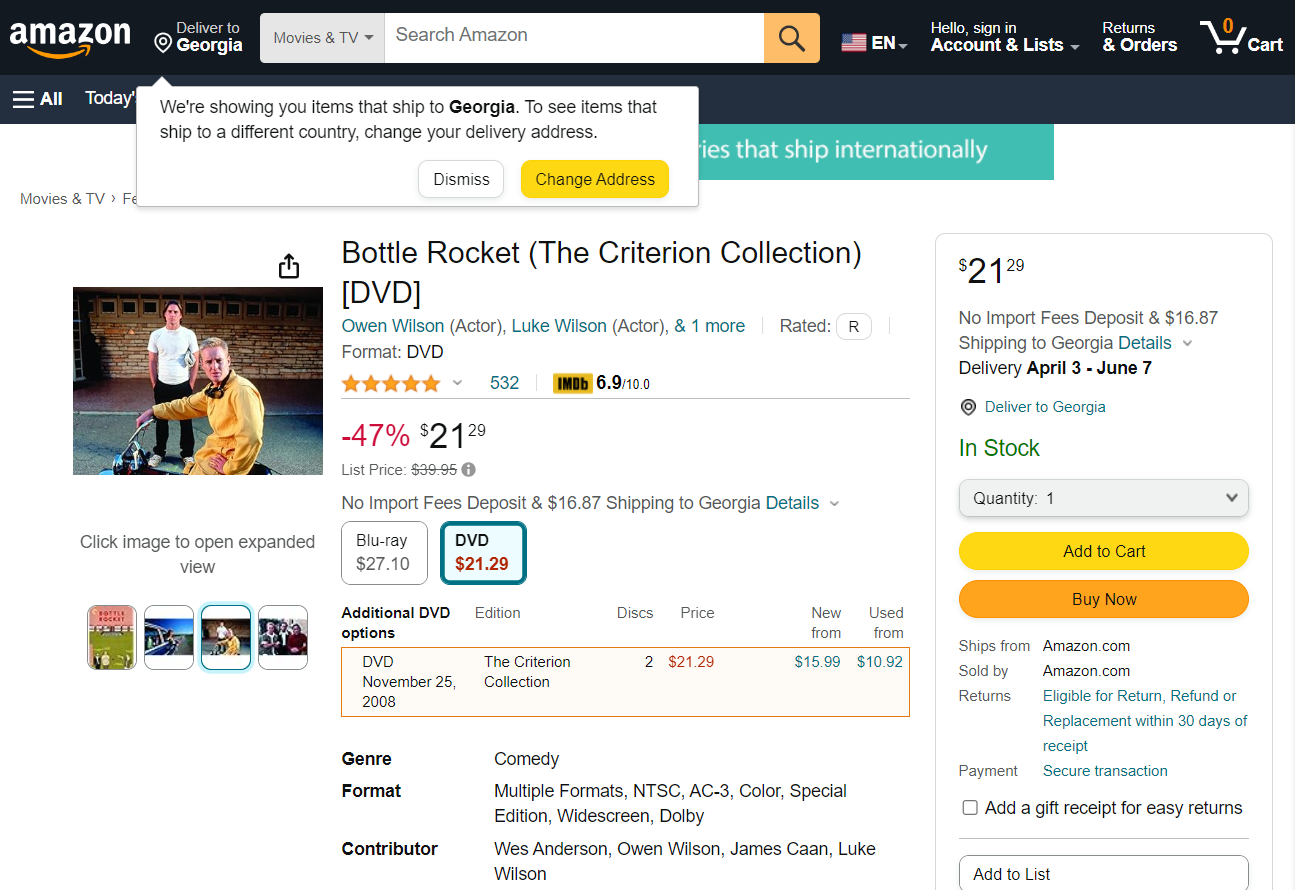 amazon
Deliver to
Georgia
Movies & TV
Search Amazon
EN
Hello, sign in
Account & Lists
Returns
& Orders
0
Cart
All
Today's
We're showing you items that ship to Georgia. To see items that
ship to a different country, change your delivery address.
Dismiss
Change Address
that ship internationally
Movies & TV ›
Bottle Rocket (The Criterion Collection)
[DVD]
Owen Wilson (Actor), Luke Wilson (Actor), & 1 more
Rated: R
Format: DVD
532
IMDb 6.9/10.0
-47% $21 29
List Price: $39.95
No Import Fees Deposit & $16.87 Shipping to Georgia Details
Blu-ray
$27.10
DVD
$21.29
Click image to open expanded
view
BOTTLE
ROCKET
Additional DVD
options
Edition
Discs
Price
New
from
Used
from
DVD
November 25,
2008
The Criterion
Collection
2
$21.29
$15.99
$10.92
Genre
Comedy
Format
Multiple Formats, NTSC, AC-3, Color, Special
Edition, Widescreen, Dolby
Contributor
Wes Anderson, Owen Wilson, James Caan, Luke
Wilson
$21 29
No Import Fees Deposit & $16.87
Shipping to Georgia Details
Delivery April 3 - June 7
Deliver to Georgia
In Stock
Quantity: 1
Add to Cart
Buy Now
Ships from Amazon.com
Sold by Amazon.com
Returns
Eligible for Return, Refund or
Replacement within 30 days of
receipt
Payment Secure transaction
Add a gift receipt for easy returns
Add to List